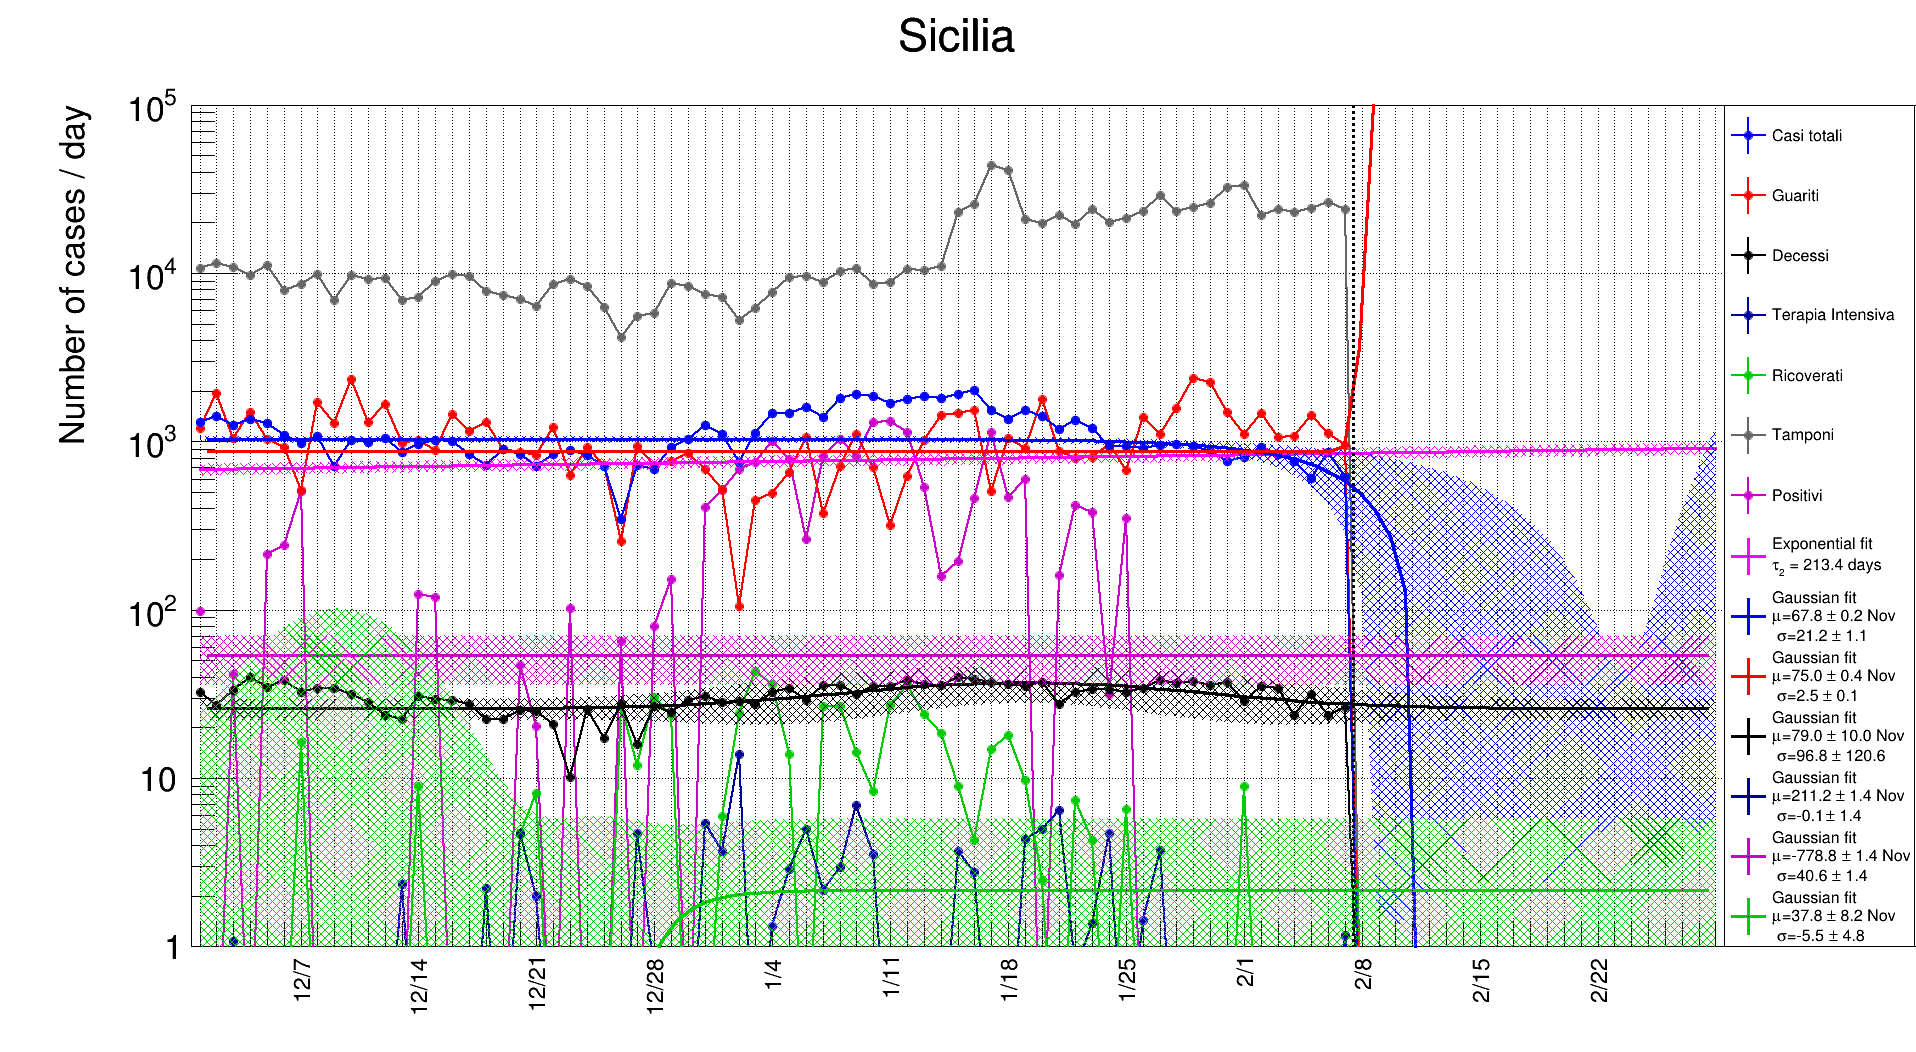 Sicilia
Number of cases / day
10^5
10^4
10^3
10^2
10
1
12/7
12/14
12/21
12/28
1/4
1/11
1/18
1/25
2/1
2/8
2/15
2/22
Casi totali
Guariti
Decessi
Terapia Intensiva
Ricoverati
Tamponi
Positivi
Exponential fit
τ₂ = 213.4 days
Gaussian fit
μ=67.8 ± 0.2 Nov
σ=21.2 ± 1.1
Gaussian fit
μ=75.0 ± 0.4 Nov
σ=2.5 ± 0.1
Gaussian fit
μ=79.0 ± 10.0 Nov
σ=96.8 ± 120.6
Gaussian fit
μ=211.2 ± 1.4 Nov
σ=-0.1 ± 1.4
Gaussian fit
μ=-778.8 ± 1.4 Nov
σ=40.6 ± 1.4
Gaussian fit
μ=37.8 ± 8.2 Nov
σ=-5.5 ± 4.8